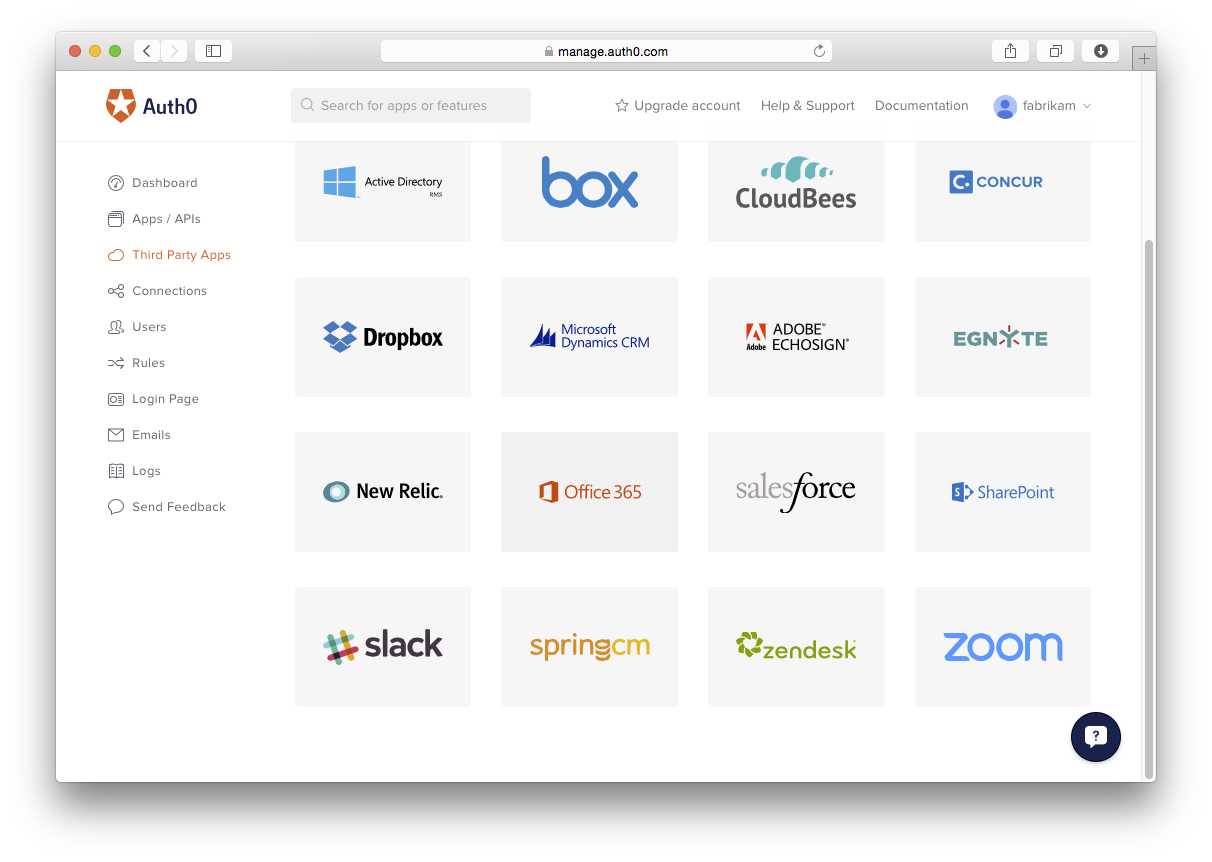 manage.auth0.com
Auth0
Search for apps or features
Upgrade account
Help & Support
Documentation
fabrikam
Dashboard
Apps / APIs
Third Party Apps
Connections
Users
Rules
Login Page
Emails
Logs
Send Feedback
Active Directory
RMS
box
CloudBees
C.
CONCUR
Dropbox
Microsoft
Dynamics CRM
Adobe
ADOBE®
ECHOSIGN®
EGNYTE
New Relic.
Office 365
salesforce
S
SharePoint
slack
springcm
zendesk
zoom
?